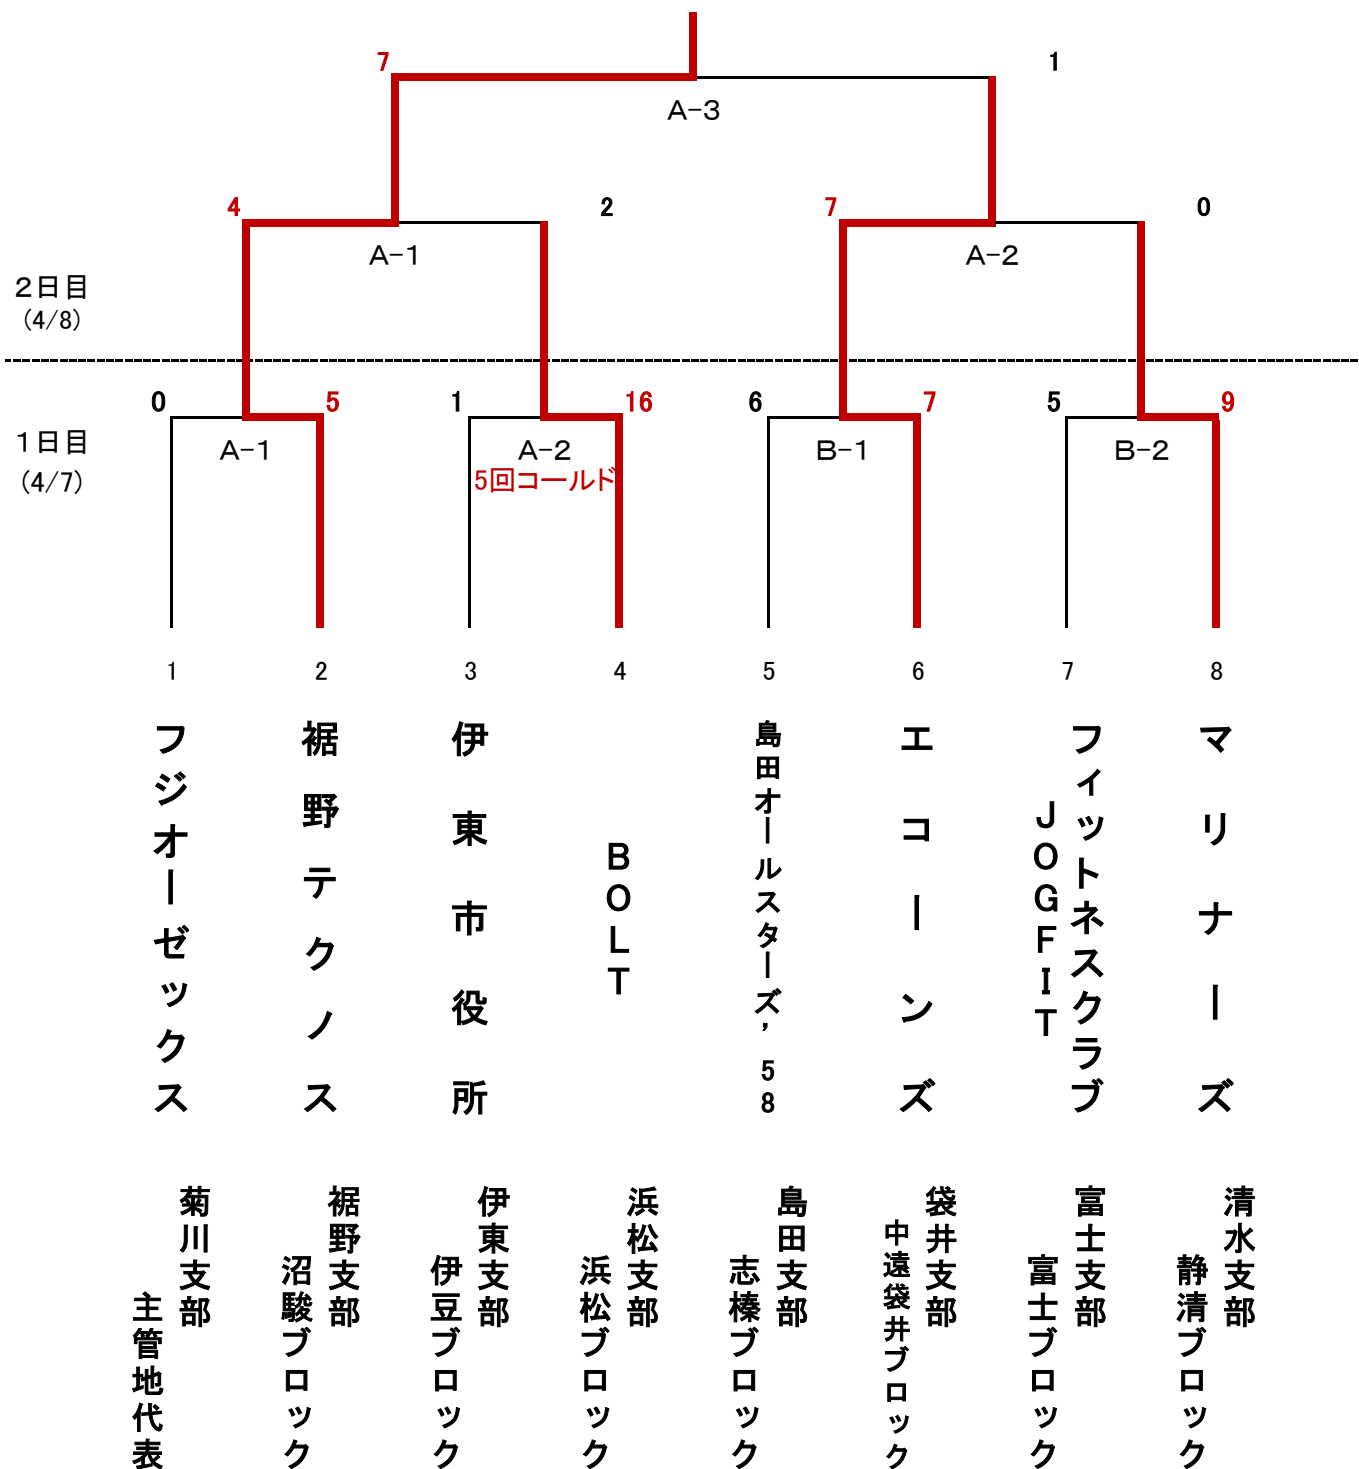 7
1
A-3
4
2
7
0
A-1
A-2
2日目
(4/8)
0
5
1
16
6
7
5
9
1日目
(4/7)
A-1
A-2
B-1
B-2
5回コールド
1
2
3
4
5
6
7
8
フジオーゼックス
裾野テクノス
伊東市役所
BOLT
島田オールスターズ’58
エコーンズ
フィットネスクラブ
JOGFIT
マリナーズ
菊川支部
主管地代表
裾野支部
沼駿ブロック
伊東支部
伊豆ブロック
浜松支部
浜松ブロック
島田支部
志榛ブロック
袋井支部
中遠袋井ブロック
富士支部
富士ブロック
清水支部
静清ブロック